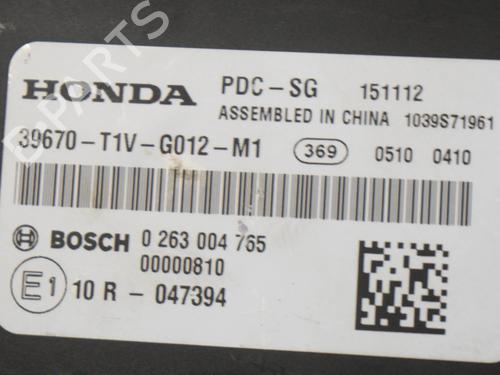 HONDA PDC-SG 151112
ASSEMBLED IN CHINA 1039S71961
39670-T1V-G012-M1 369 0510 0410
BOSCH 0 263 004 765
00000810
E1 10 R - 047394